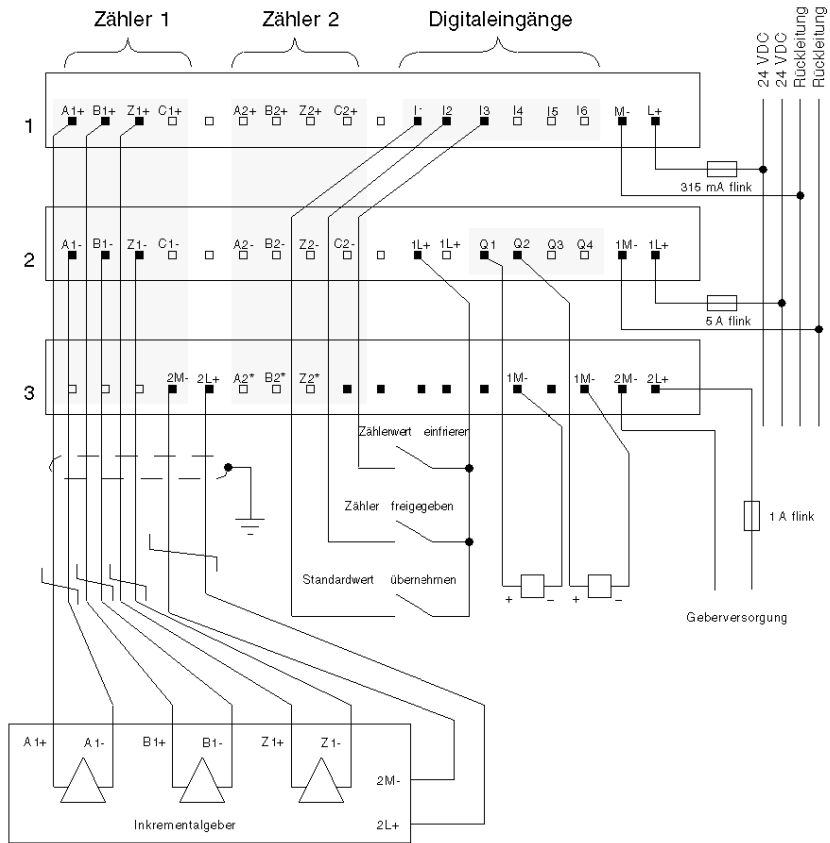 Zähler 1 Zähler 2 Digitaleingänge
24 VDC
24 VDC
Rückleitung
Rückleitung
A1+ B1+ Z1+ C1+ A2+ B2+ Z2+ C2+ I- I2 I3 I4 I5 I6 M- L+
1
315 mA flink
A1- B1- Z1- C1- A2- B2- Z2- C2- 1L+ 1L+ Q1 Q2 Q3 Q4 1M- 1L+
2
5 A flink
2M- 2L+ A2* B2* Z2* 1M- 1M- 2M- 2L+
3
Zählerwert einfrieren
Zähler freigegeben
1 A flink
Standardwert übernehmen
+ – + –
Geberversorgung
A1+ A1- B1+ B1- Z1+ Z1-
2M-
Inkrementalgeber
2L+